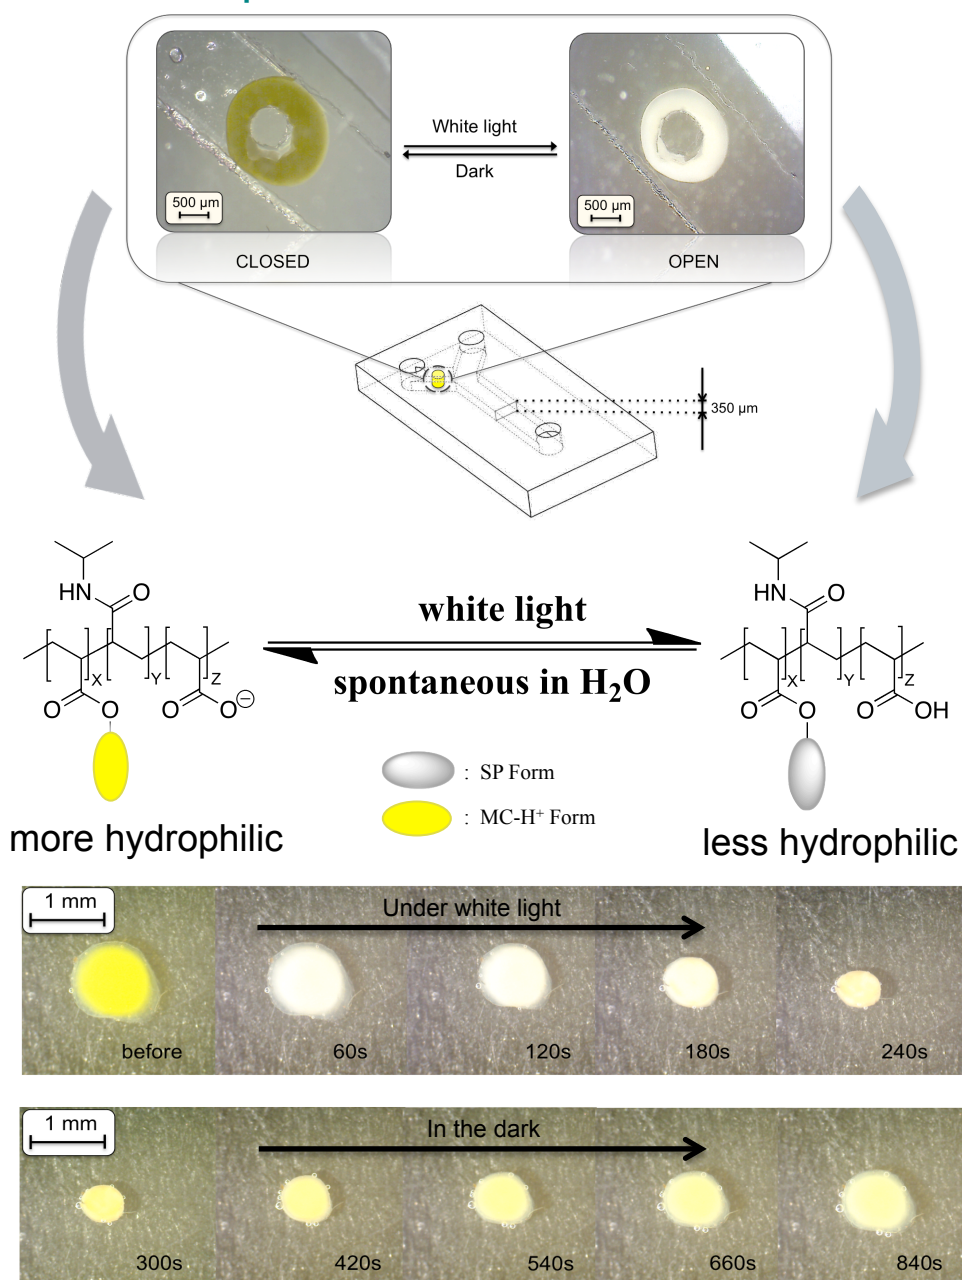 White light
Dark
500 µm
500 µm
CLOSED
OPEN
350 µm
HN
O
X
Y
Z
O
O
O
O⊖
white light
spontaneous in H₂O
HN
O
X
Y
Z
O
O
O
OH
: SP Form
: MC-H⁺ Form
more hydrophilic
less hydrophilic
1 mm
Under white light
before
60s
120s
180s
240s
1 mm
In the dark
300s
420s
540s
660s
840s